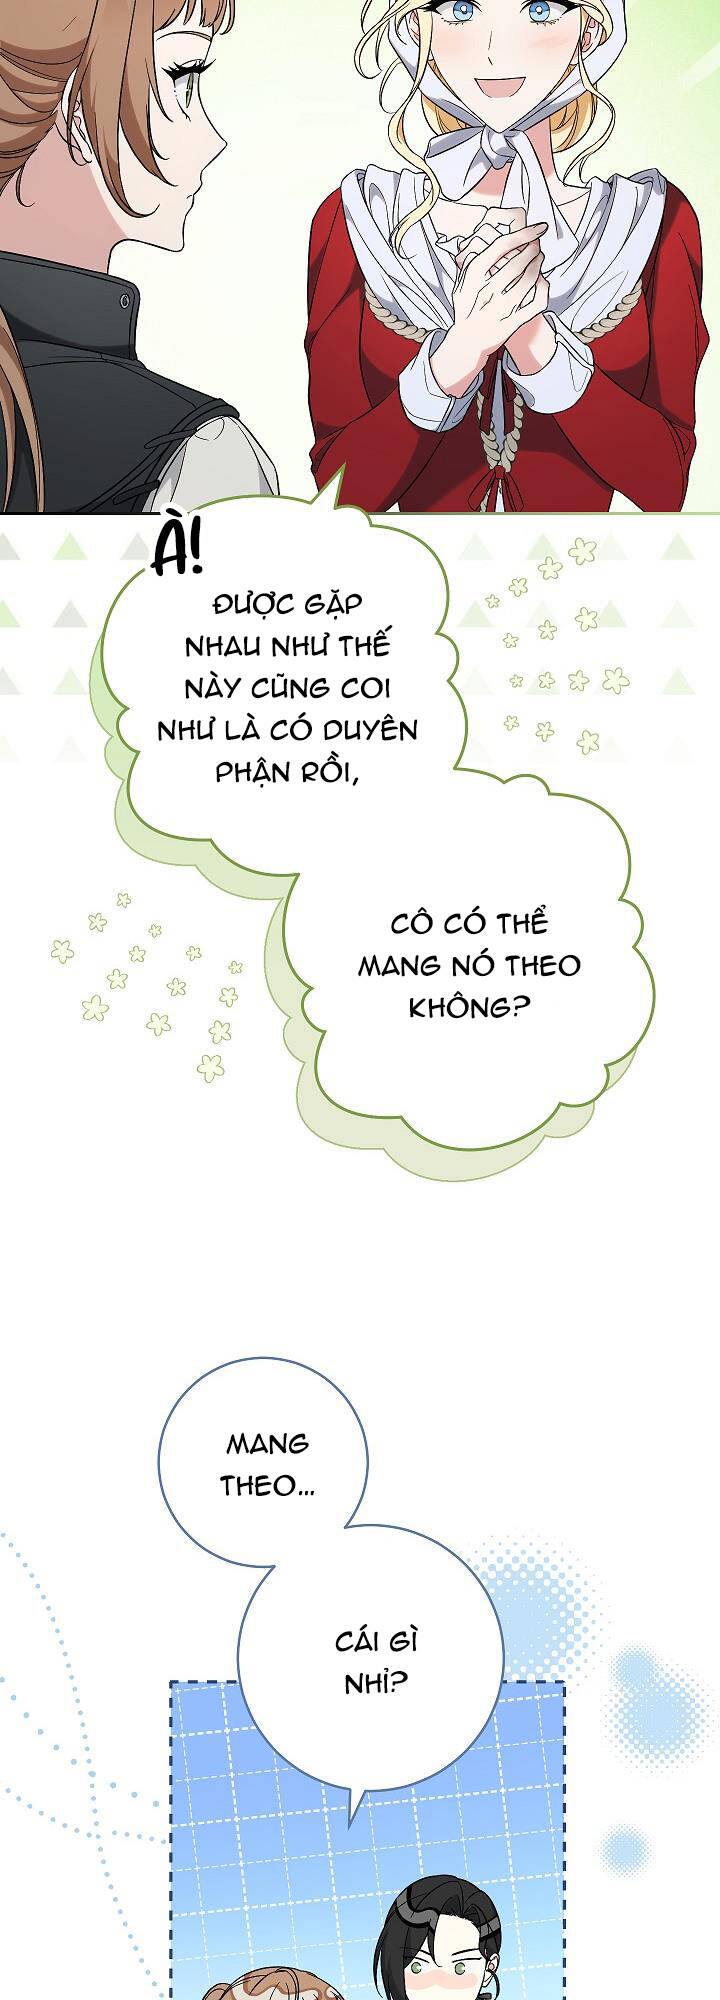 À!
ĐƯỢC GẶP
NHAU NHƯ THẾ
NÀY CŨNG COI
NHƯ LÀ CÓ DUYÊN
PHẬN RỒI,
CÔ CÓ THỂ
MANG NÓ THEO
KHÔNG?
MANG
THEO...
CÁI GÌ
NHỈ?